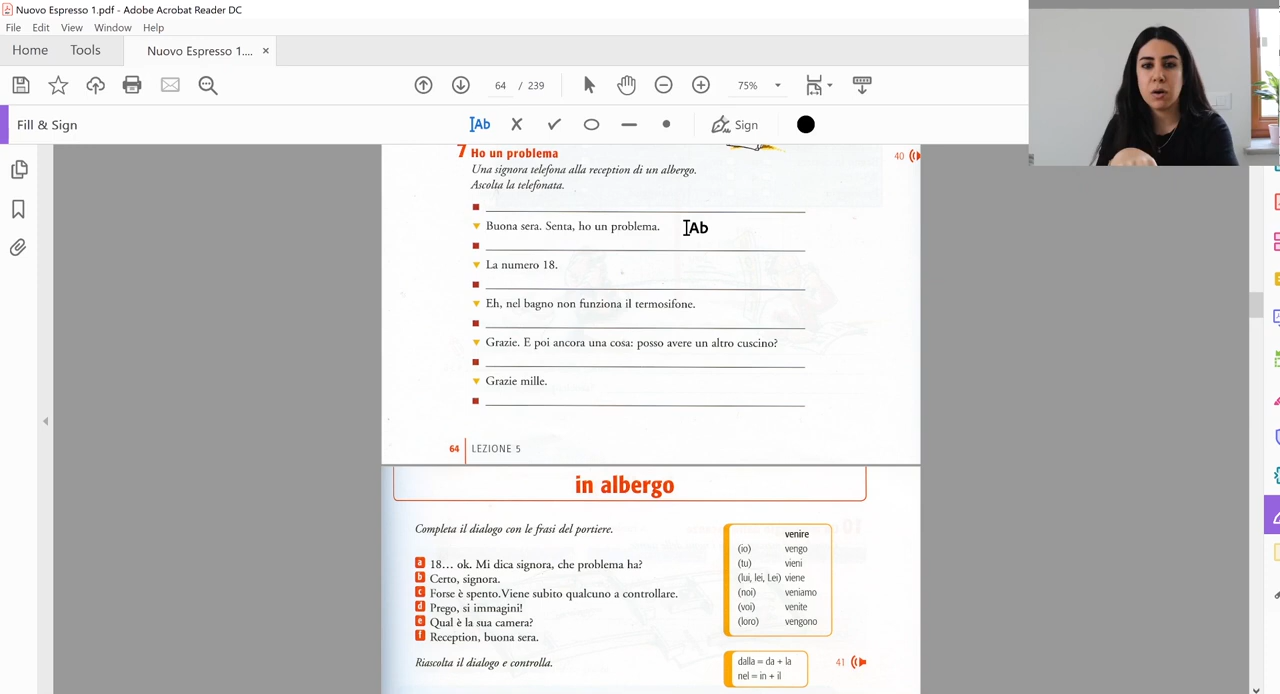 Nuovo Espresso 1.pdf - Adobe Acrobat Reader DC
File Edit View Window Help
Home Tools Nuovo Espresso 1.... ×
64 / 239 75%
Fill & Sign Ab Sign
7 Ho un problema
40
Una signora telefona alla reception di un albergo.
Ascolta la telefonata.
Buona sera. Senta, ho un problema. Ab
La numero 18.
Eh, nel bagno non funziona il termosifone.
Grazie. E poi ancora una cosa: posso avere un altro cuscino?
Grazie mille.
64 LEZIONE 5
in albergo
Completa il dialogo con le frasi del portiere.
a 18... ok. Mi dica signora, che problema ha?
b Certo, signora.
c Forse è spento.Viene subito qualcuno a controllare.
d Prego, si immagini!
e Qual è la sua camera?
f Reception, buona sera.
Riascolta il dialogo e controlla.
venire
(io) vengo
(tu) vieni
(lui, lei, Lei) viene
(noi) veniamo
(voi) venite
(loro) vengono
dalla = da + la
nel = in + il
41